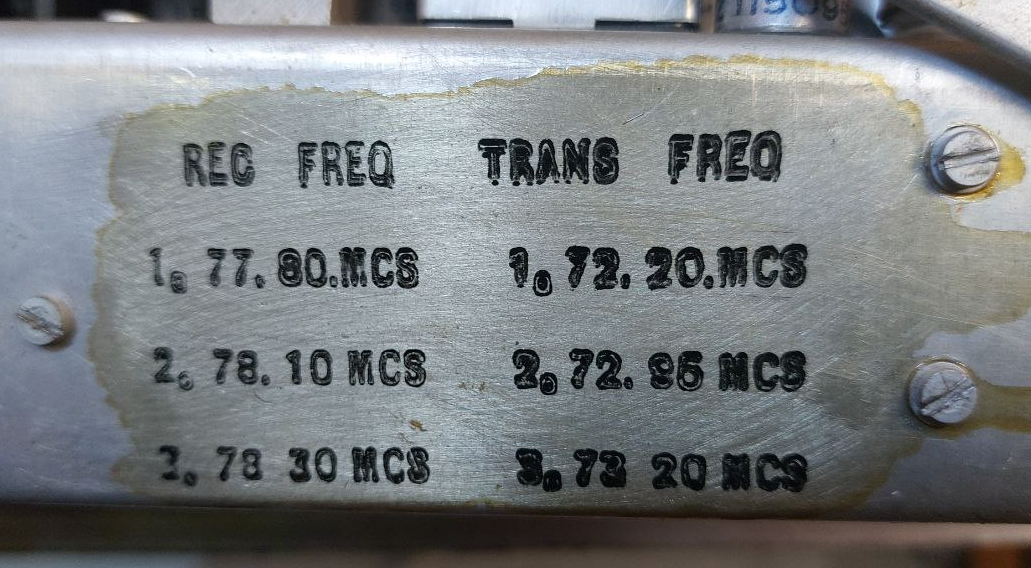 REC FREQ TRANS FREQ
1. 77. 80.MCS 1. 72. 20.MCS
2. 78. 10 MCS 2. 72. 95 MCS
3. 78 30 MCS 3. 73 20 MCS